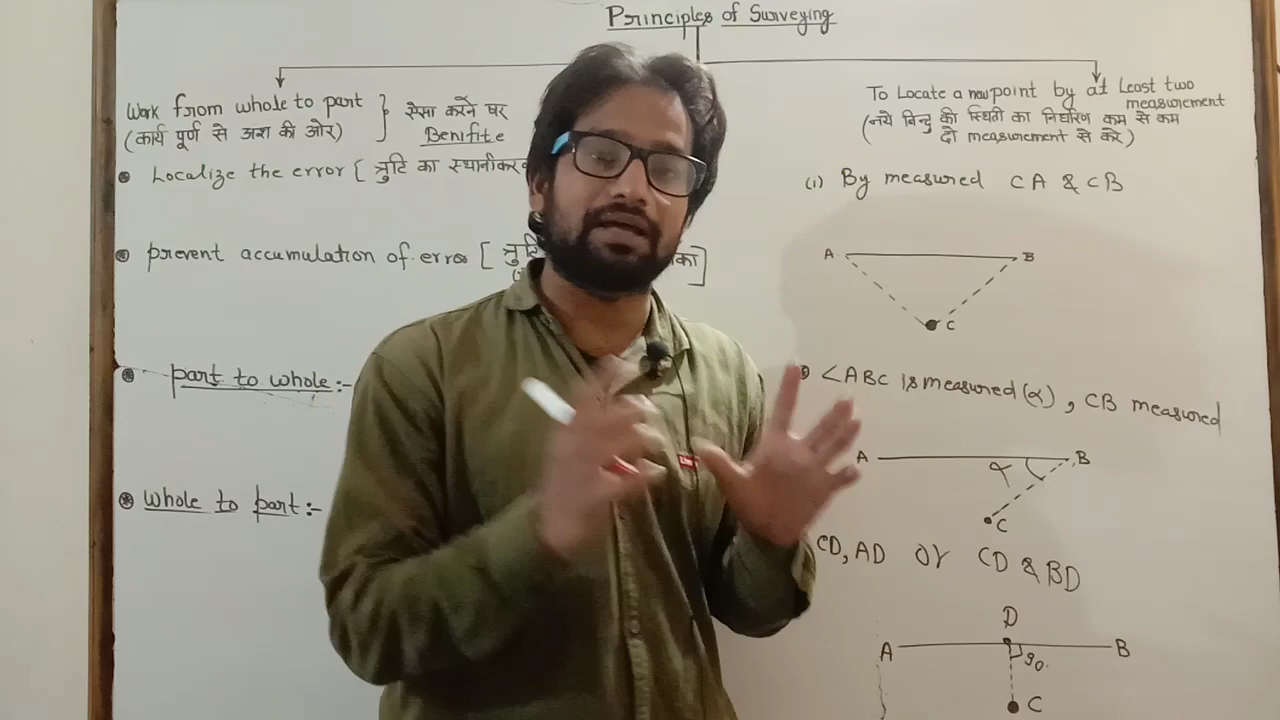 Principles of Surveying
Work from whole to part
(कार्य पूर्ण से अंश की ओर)
ऐसा करने पर
Benifite
Localize the error [ त्रुटि का
prevent accumulation of error [
part to whole:-
Whole to part:-
To Locate a new point by at Least two
measurement
(नये बिन्दु की स्थिती का निर्धारण कम से कम
दो measurement से करे)
(1) By measured CA & CB
A B
C
∠ABC is measured (α), CB measured
A α B
C
CD, AD or CD & BD
D
A B
90.
C